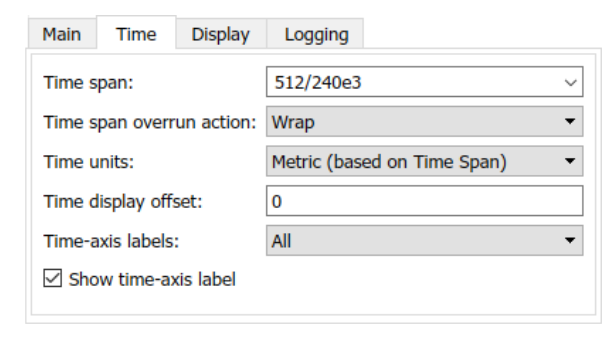 Main Time Display Logging
Time span: 512/240e3
Time span overrun action: Wrap
Time units: Metric (based on Time Span)
Time display offset: 0
Time-axis labels: All
Show time-axis label